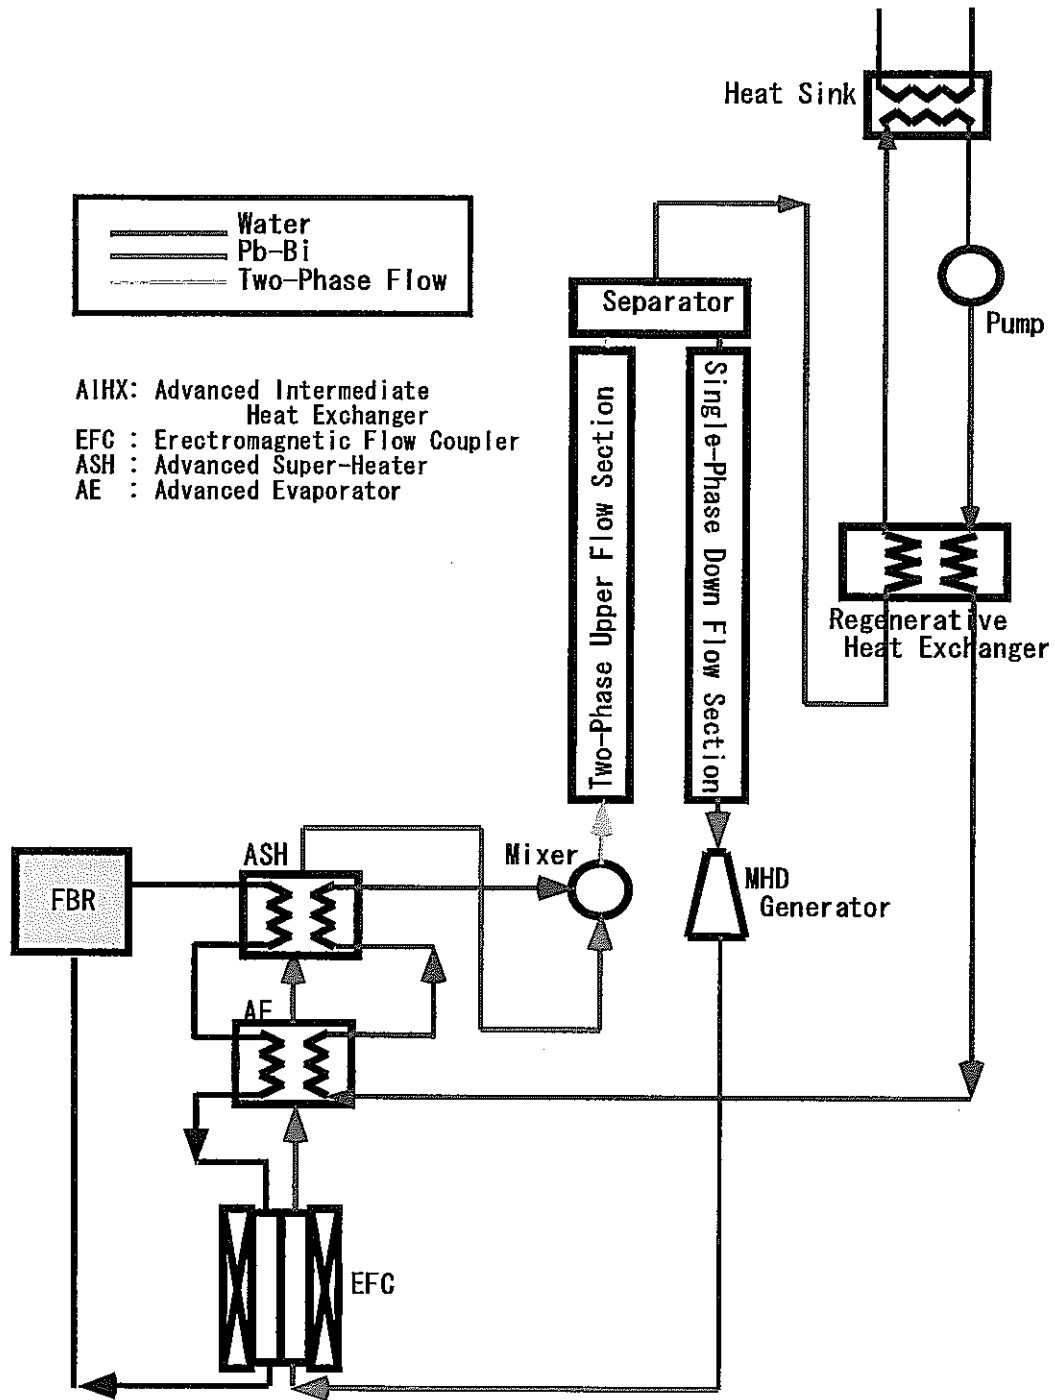 Heat Sink
Water
Pb-Bi
Two-Phase Flow
Separator
Pump
AIHX: Advanced Intermediate
Heat Exchanger
EFC : Erectromagnetic Flow Coupler
ASH : Advanced Super-Heater
AE : Advanced Evaporator
Two-Phase Upper Flow Section
Single-Phase Down Flow Section
Regenerative
Heat Exchanger
ASH
Mixer
FBR
MHD
Generator
AE
EFC